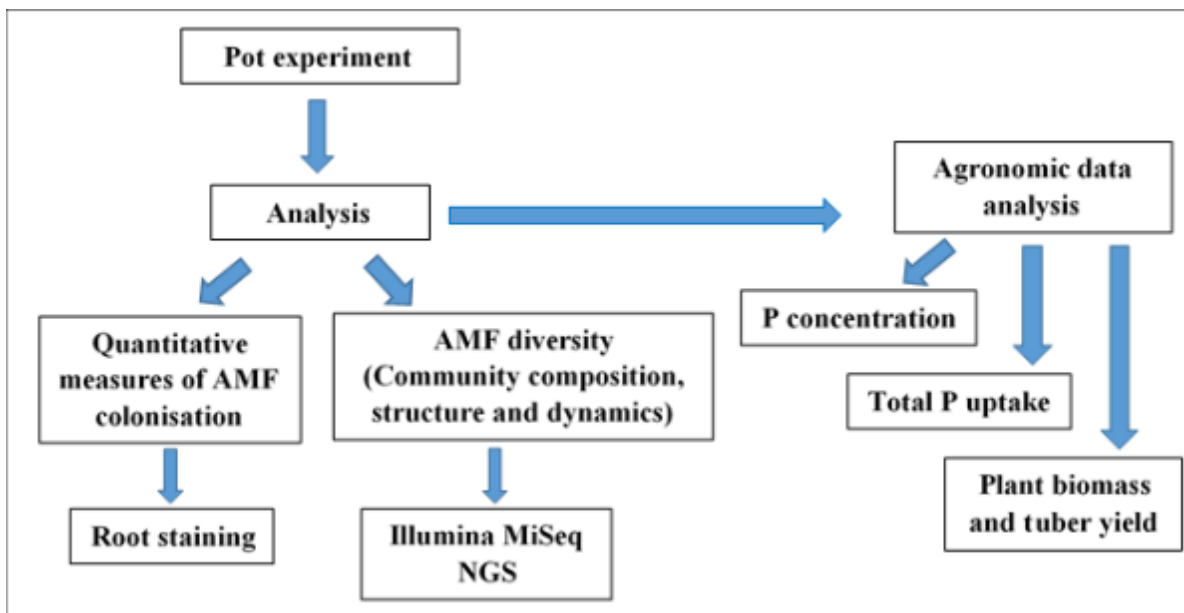 Pot experiment
Analysis
Agronomic data
analysis
Quantitative
measures of AMF
colonisation
AMF diversity
(Community composition,
structure and dynamics)
P concentration
Total P uptake
Plant biomass
and tuber yield
Root staining
Illumina MiSeq
NGS